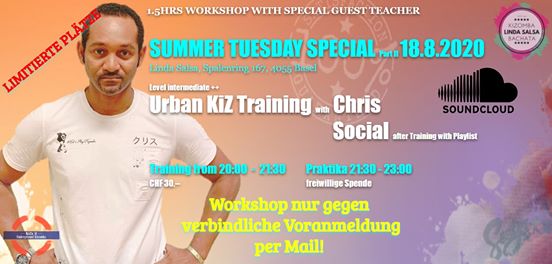 1.5HRS WORKSHOP WITH SPECIAL GUEST TEACHER
LIMITIERTE PLÄTZE
SUMMER TUESDAY SPECIAL Part II 18.8.2020
Linda Salsa, Spalenring 167, 4055 Basel
KIZOMBA
LINDA SALSA
BACHATA
Level intermediate ++
Urban KiZ Training with Chris
SOUNDCLOUD
Social after Training with Playlist
クリス
Training from 20:00 - 21:30
Praktika 21:30 - 23:00
CHF 30,--
freiwillige Spende
Workshop nur gegen
verbindliche Voranmeldung
per Mail!